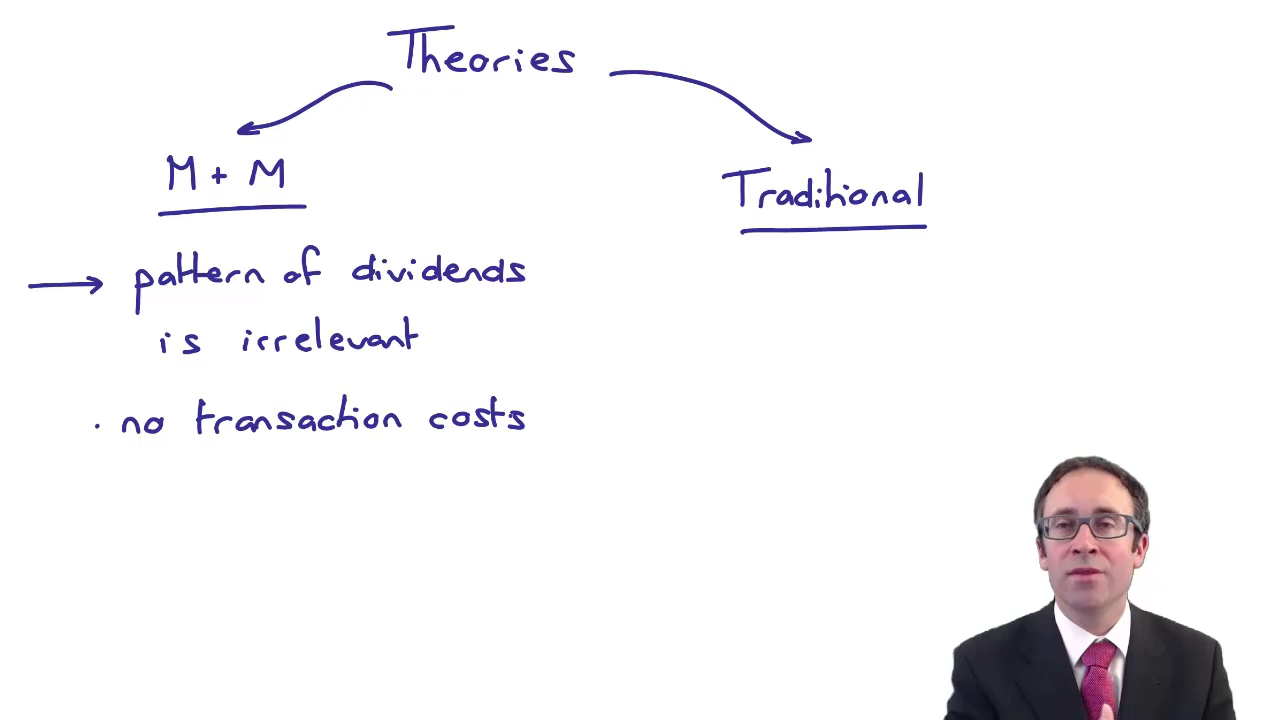 Theories
M + M
Traditional
→ pattern of dividends
is irrelevant
· no transaction costs